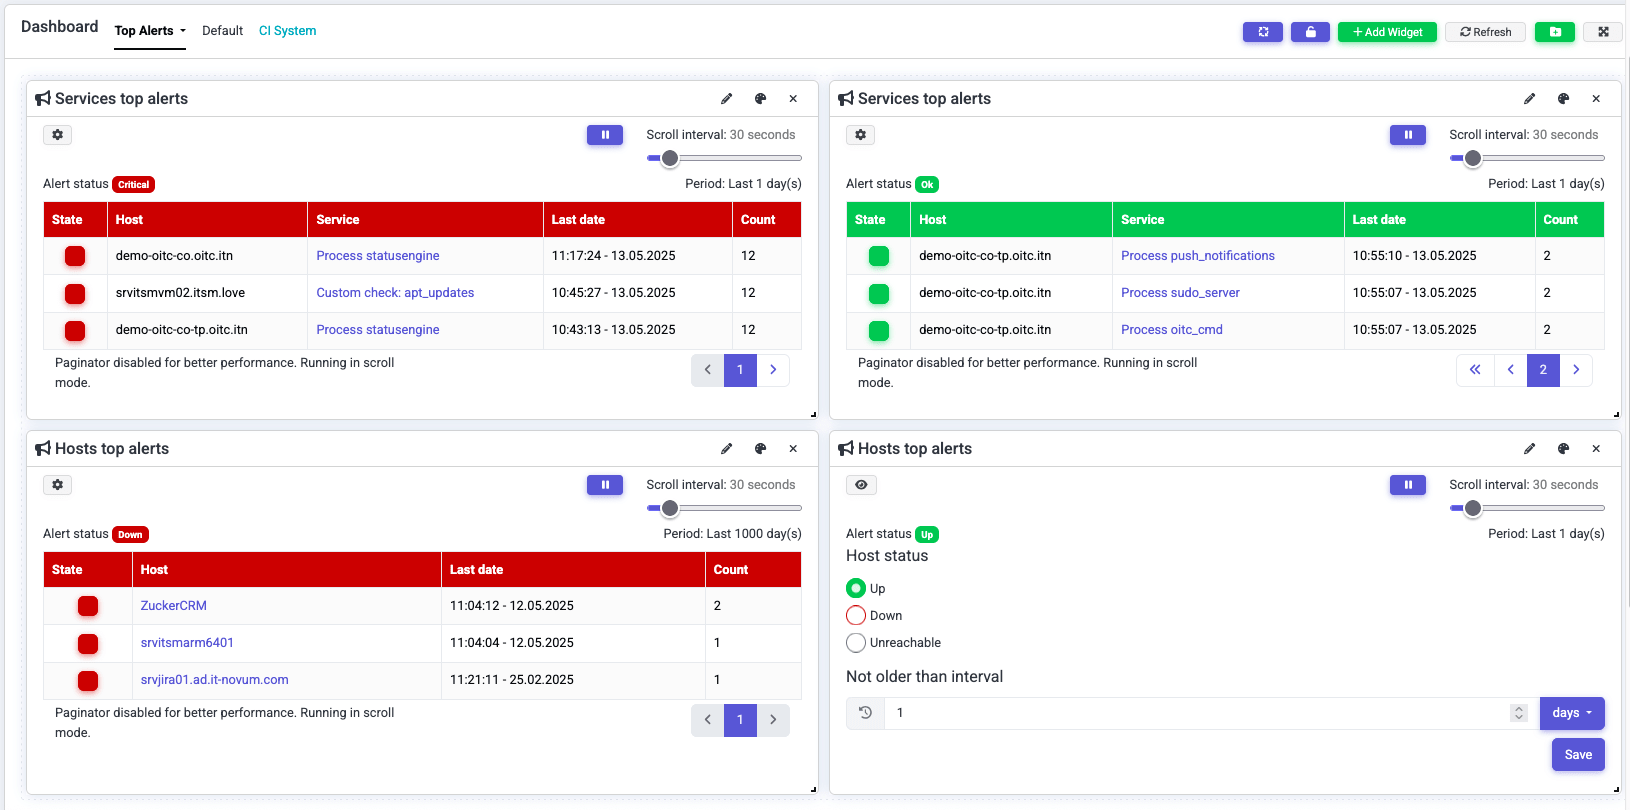 Dashboard Top Alerts Default CI System Add Widget Refresh
Services top alerts
Scroll interval: 30 seconds
Alert status Critical Period: Last 1 day(s)
State Host Service Last date Count
demo-oitc-co.oitc.itn Process statusengine 11:17:24 - 13.05.2025 12
srvitsmvm02.itsm.love Custom check: apt_updates 10:45:27 - 13.05.2025 12
demo-oitc-co-tp.oitc.itn Process statusengine 10:43:13 - 13.05.2025 12
Paginator disabled for better performance. Running in scroll
mode.
1
Services top alerts
Scroll interval: 30 seconds
Alert status Ok Period: Last 1 day(s)
State Host Service Last date Count
demo-oitc-co-tp.oitc.itn Process push_notifications 10:55:10 - 13.05.2025 2
demo-oitc-co-tp.oitc.itn Process sudo_server 10:55:07 - 13.05.2025 2
demo-oitc-co-tp.oitc.itn Process oitc_cmd 10:55:07 - 13.05.2025 2
Paginator disabled for better performance. Running in scroll
mode.
2
Hosts top alerts
Scroll interval: 30 seconds
Alert status Down Period: Last 1000 day(s)
State Host Last date Count
ZuckerCRM 11:04:12 - 12.05.2025 2
srvitsmarm6401 11:04:04 - 12.05.2025 1
srvjira01.ad.it-novum.com 11:21:11 - 25.02.2025 1
Paginator disabled for better performance. Running in scroll
mode.
1
Hosts top alerts
Scroll interval: 30 seconds
Alert status Up Period: Last 1 day(s)
Host status
Up
Down
Unreachable
Not older than interval
1 days
Save